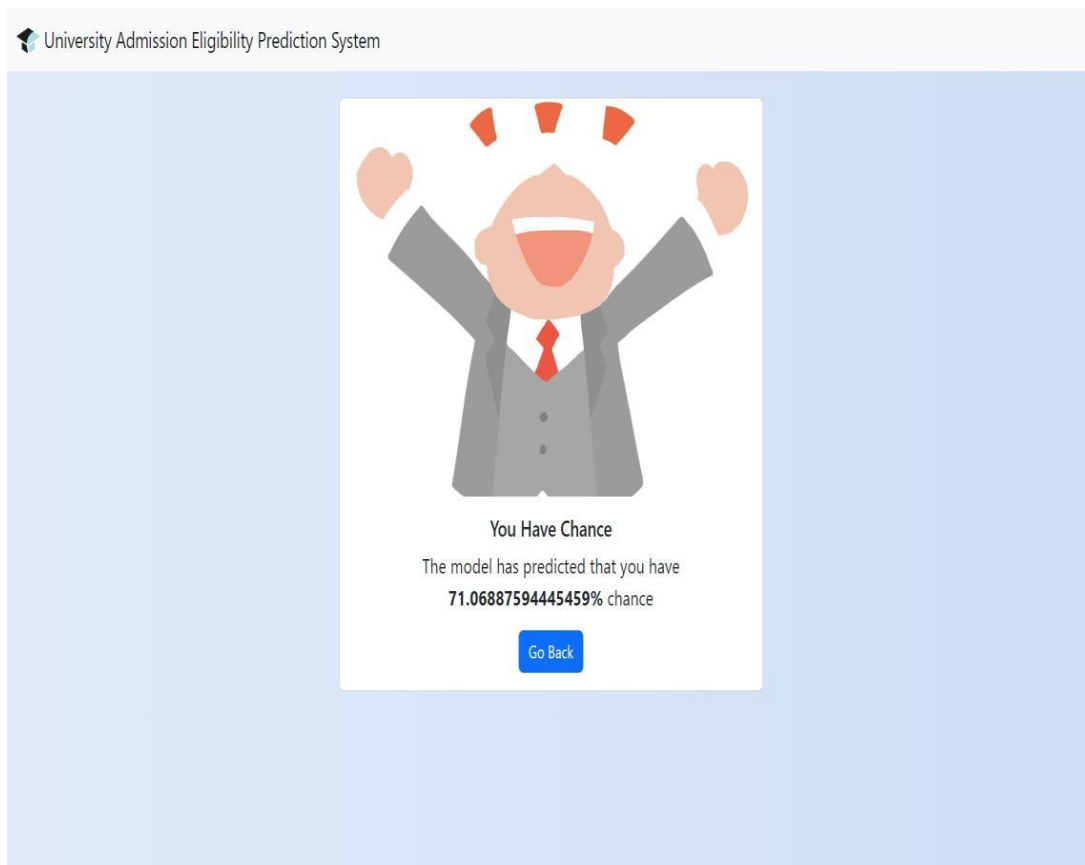 University Admission Eligibility Prediction System
You Have Chance
The model has predicted that you have
71.06887594445459% chance
Go Back